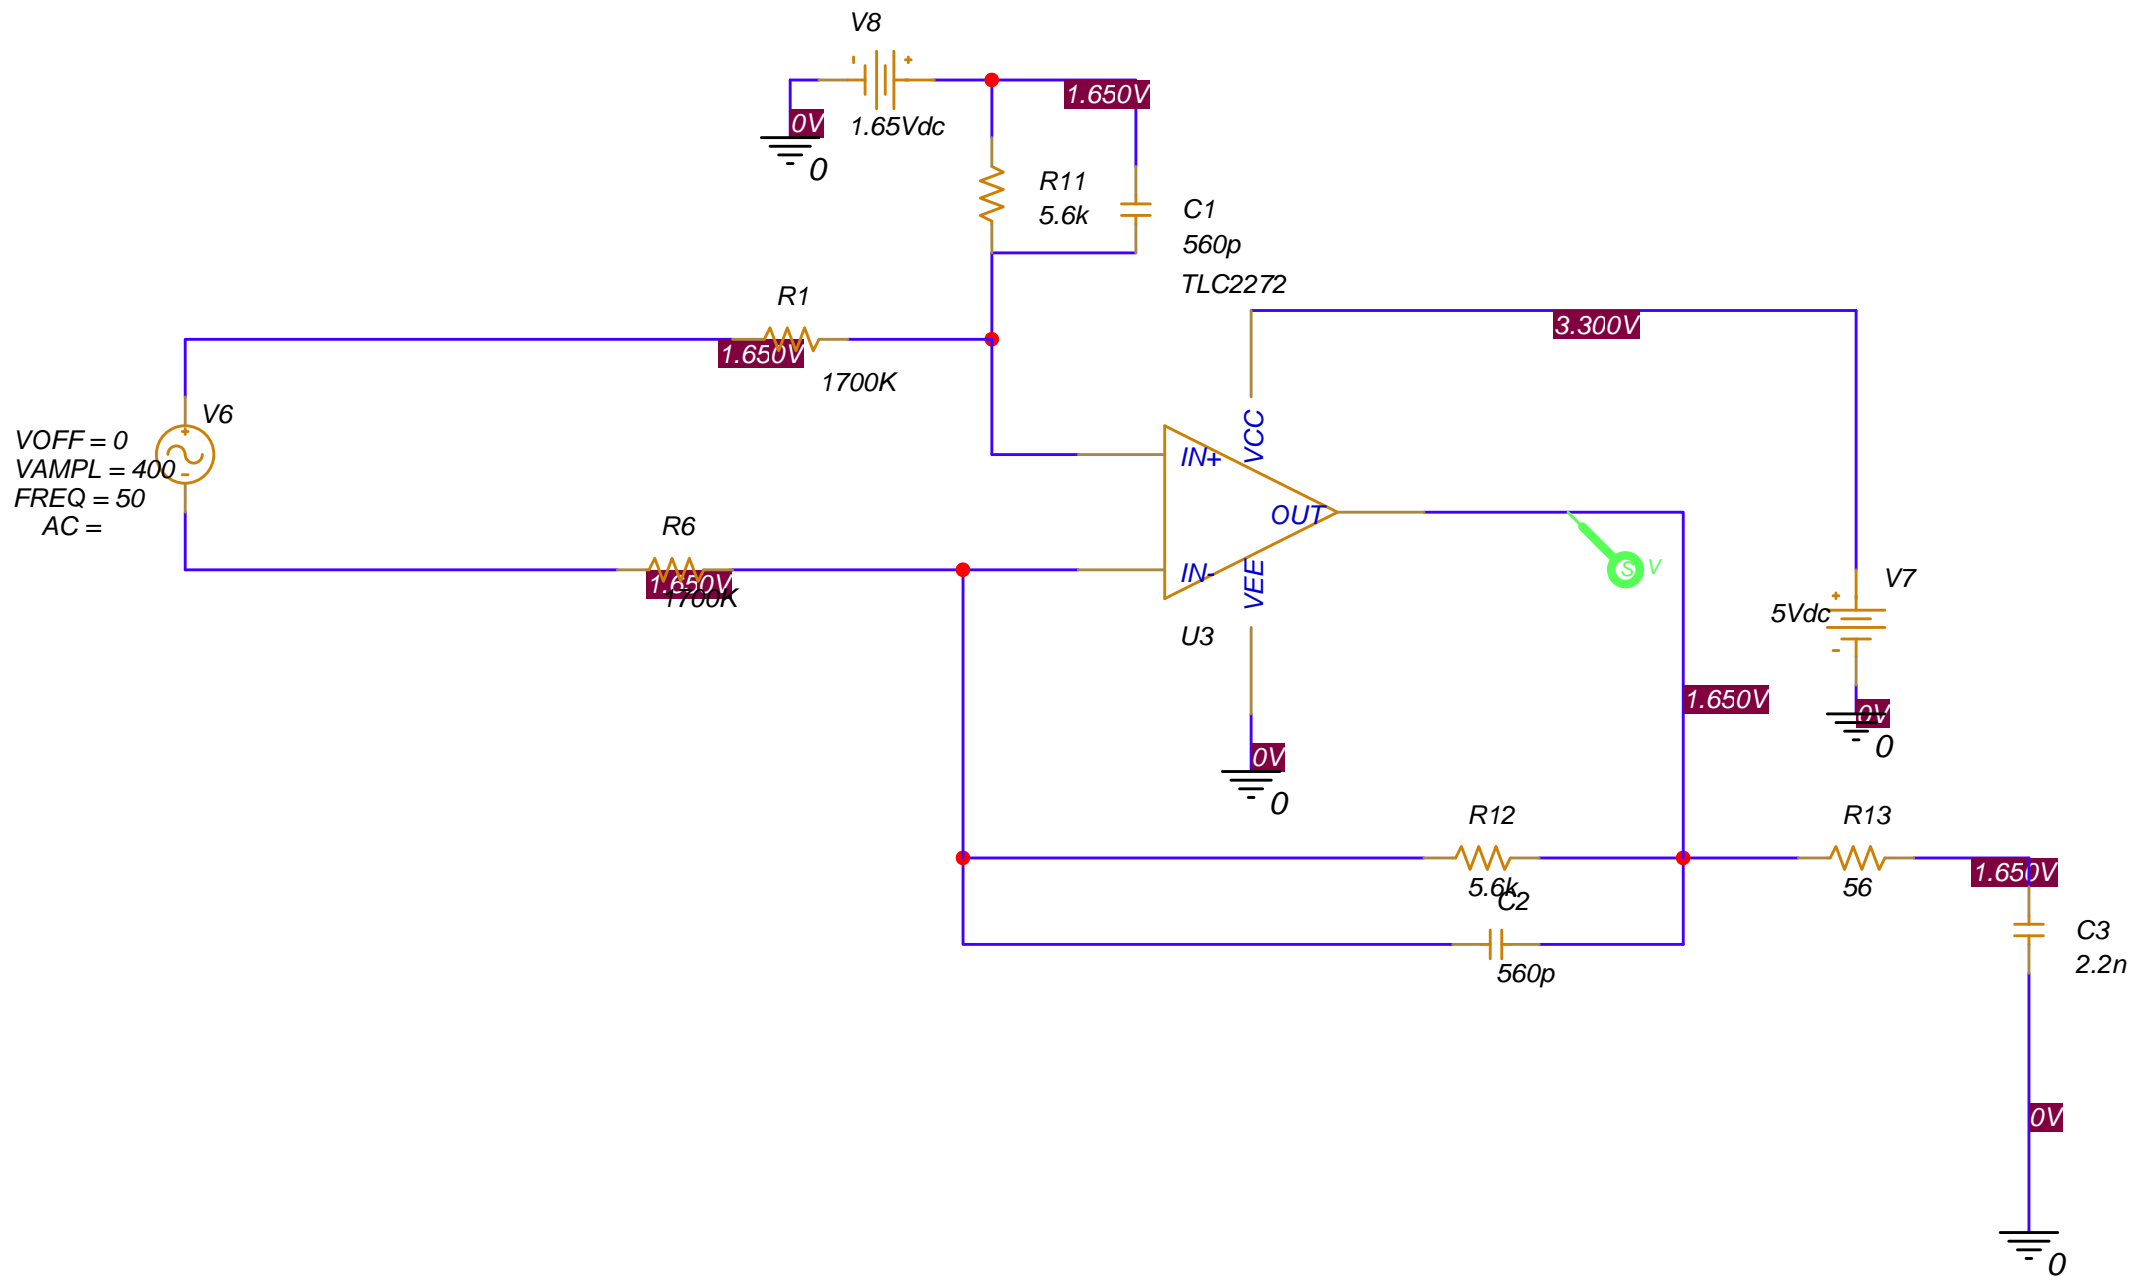 V8
1.650V
0V
1.65Vdc
0
R11
5.6k
C1
560p
TLC2272
R1
1.650V
1700K
3.300V
V6
VOFF = 0
VAMPL = 400
FREQ = 50
AC =
IN+
VCC
OUT
IN-
VEE
U3
R6
1.650V
1700K
S
V
V7
5Vdc
0V
0
1.650V
0V
0
R12
5.6k
C2
560p
R13
56
1.650V
C3
2.2n
0V
0